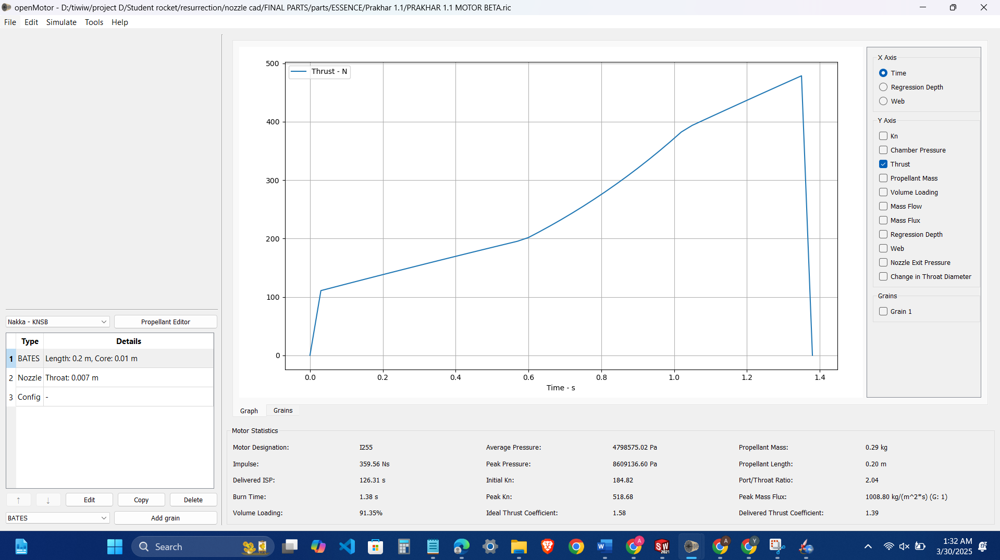 openMotor - D:/tiwiw/project D/Student rocket/resurrection/nozzle cad/FINAL PARTS/parts/ESSENCE/Prakhar 1.1/PRAKHAR 1.1 MOTOR BETA.ric
File Edit Simulate Tools Help
Nakka - KNSB Propellant Editor
Type Details
1 BATES Length: 0.2 m, Core: 0.01 m
2 Nozzle Throat: 0.007 m
3 Config -
↑ ↓ Edit Copy Delete
BATES Add grain
Thrust - N
500
400
300
200
100
0
0.0 0.2 0.4 0.6 0.8 1.0 1.2 1.4
Time - s
X Axis
Time
Regression Depth
Web
Y Axis
Kn
Chamber Pressure
Thrust
Propellant Mass
Volume Loading
Mass Flow
Mass Flux
Regression Depth
Web
Nozzle Exit Pressure
Change in Throat Diameter
Grains
Grain 1
Graph Grains
Motor Statistics
Motor Designation: I255 Average Pressure: 4798575.02 Pa Propellant Mass: 0.29 kg
Impulse: 359.56 Ns Peak Pressure: 8609136.60 Pa Propellant Length: 0.20 m
Delivered ISP: 126.31 s Initial Kn: 184.82 Port/Throat Ratio: 2.04
Burn Time: 1.38 s Peak Kn: 518.68 Peak Mass Flux: 1008.80 kg/(m^2*s) (G: 1)
Volume Loading: 91.35% Ideal Thrust Coefficient: 1.58 Delivered Thrust Coefficient: 1.39
Search
W
A
SW
2021
A
Y
1:32 AM
3/30/2025